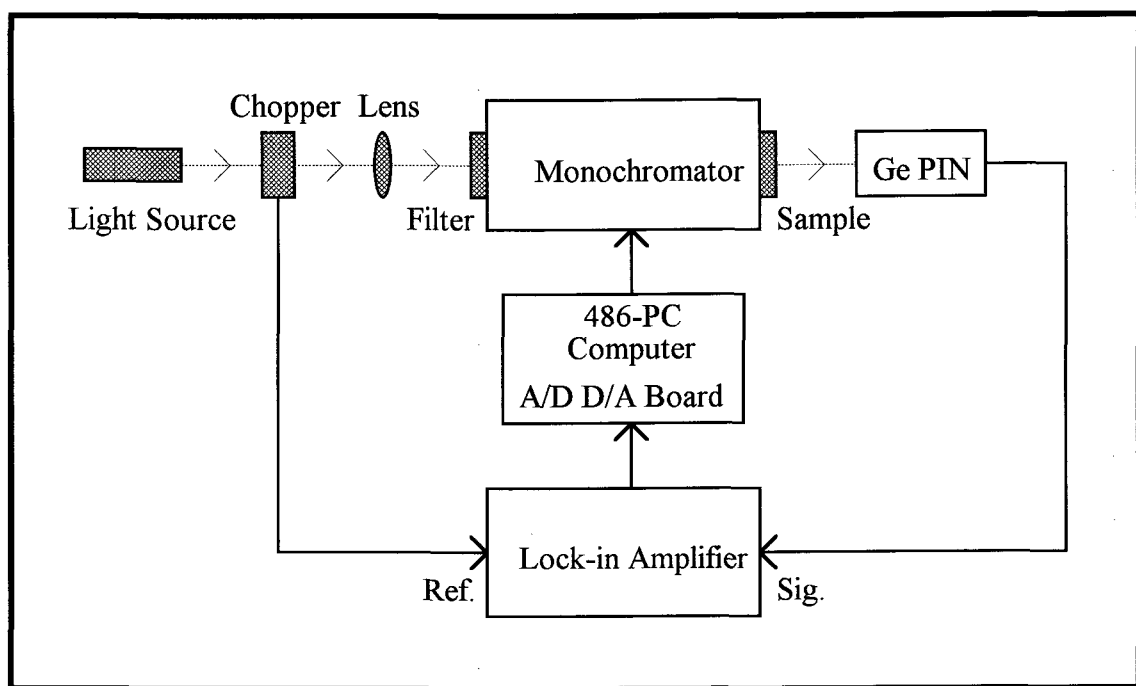 Chopper Lens
Light Source
Filter
Monochromator
Sample
Ge PIN
486-PC
Computer
A/D D/A Board
Lock-in Amplifier
Ref.
Sig.